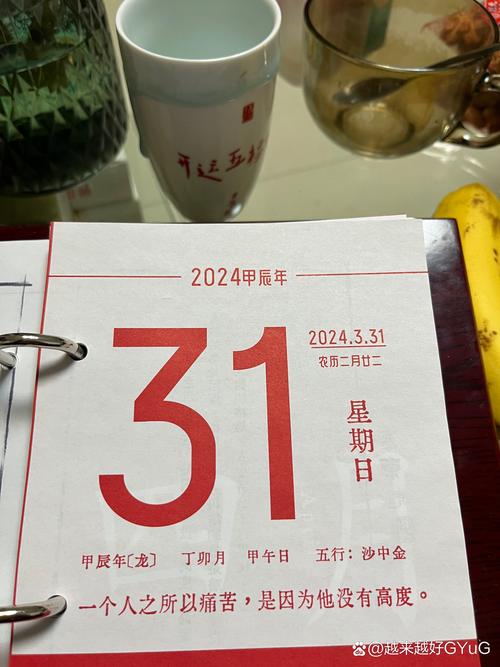 开运五
2024甲辰年
31
2024.3.31
农历二月廿二
星期日
甲辰年〔龙〕 丁卯月 甲午日 五行：沙中金
一个人之所以痛苦，是因为他没有高度。
@越来越好GYuG